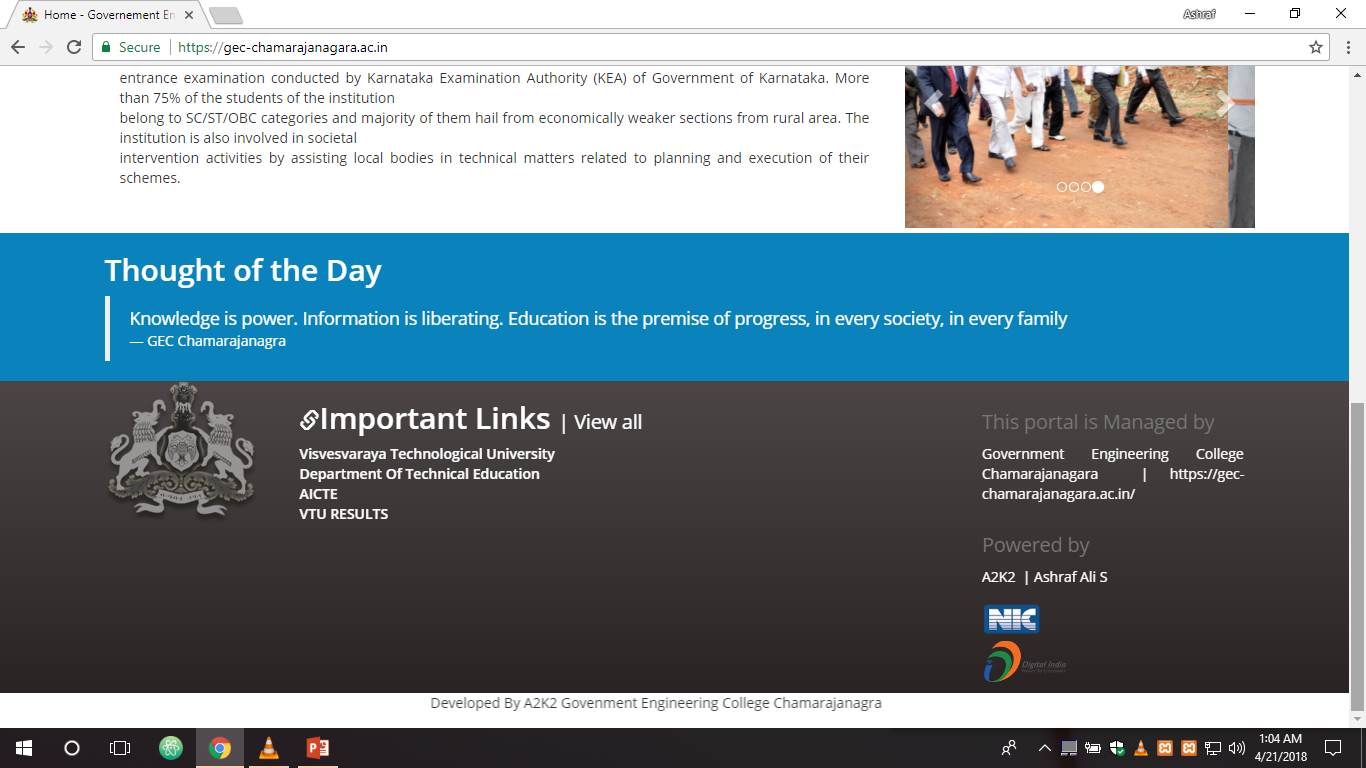 Home - Governement En
Ashraf
Secure
https://gec-chamarajanagara.ac.in
entrance examination conducted by Karnataka Examination Authority (KEA) of Government of Karnataka. More
than 75% of the students of the institution
belong to SC/ST/OBC categories and majority of them hail from economically weaker sections from rural area. The
institution is also involved in societal
intervention activities by assisting local bodies in technical matters related to planning and execution of their
schemes.
Thought of the Day
Knowledge is power. Information is liberating. Education is the premise of progress, in every society, in every family
— GEC Chamarajanagra
Important Links | View all
Visvesvaraya Technological University
Department Of Technical Education
AICTE
VTU RESULTS
This portal is Managed by
Government Engineering College
Chamarajanagara | https://gec-
chamarajanagara.ac.in/
Powered by
A2K2 | Ashraf Ali S
NIC
Digital India
Developed By A2K2 Govenment Engineering College Chamarajanagra
1:04 AM
4/21/2018